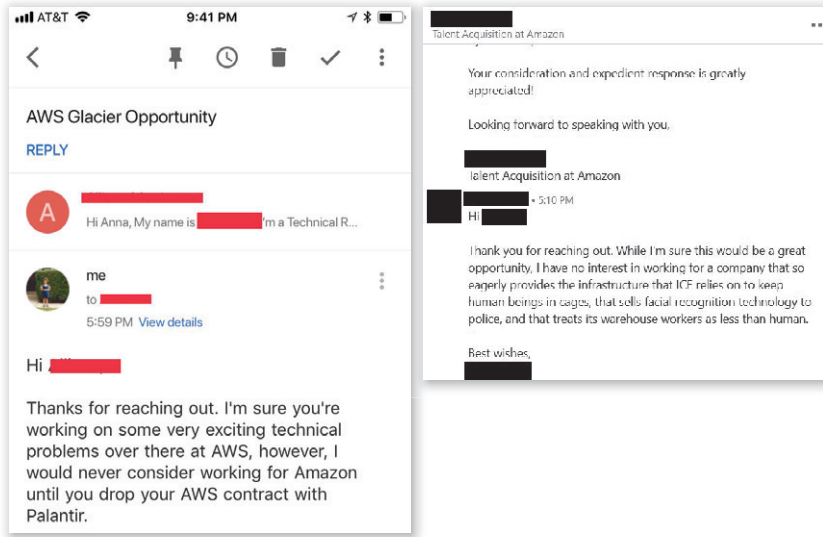 AT&T 9:41 PM
AWS Glacier Opportunity
REPLY
A
Hi Anna, My name is 'm a Technical R...
me
to
5:59 PM View details
Hi
Thanks for reaching out. I'm sure you're
working on some very exciting technical
problems over there at AWS, however, I
would never consider working for Amazon
until you drop your AWS contract with
Palantir.
Talent Acquisition at Amazon
Your consideration and expedient response is greatly
appreciated!
Looking forward to speaking with you,
Talent Acquisition at Amazon
• 5:10 PM
Hi
Thank you for reaching out. While I'm sure this would be a great
opportunity, I have no interest in working for a company that so
eagerly provides the infrastructure that ICE relies on to keep
human beings in cages, that sells facial recognition technology to
police, and that treats its warehouse workers as less than human.
Best wishes,